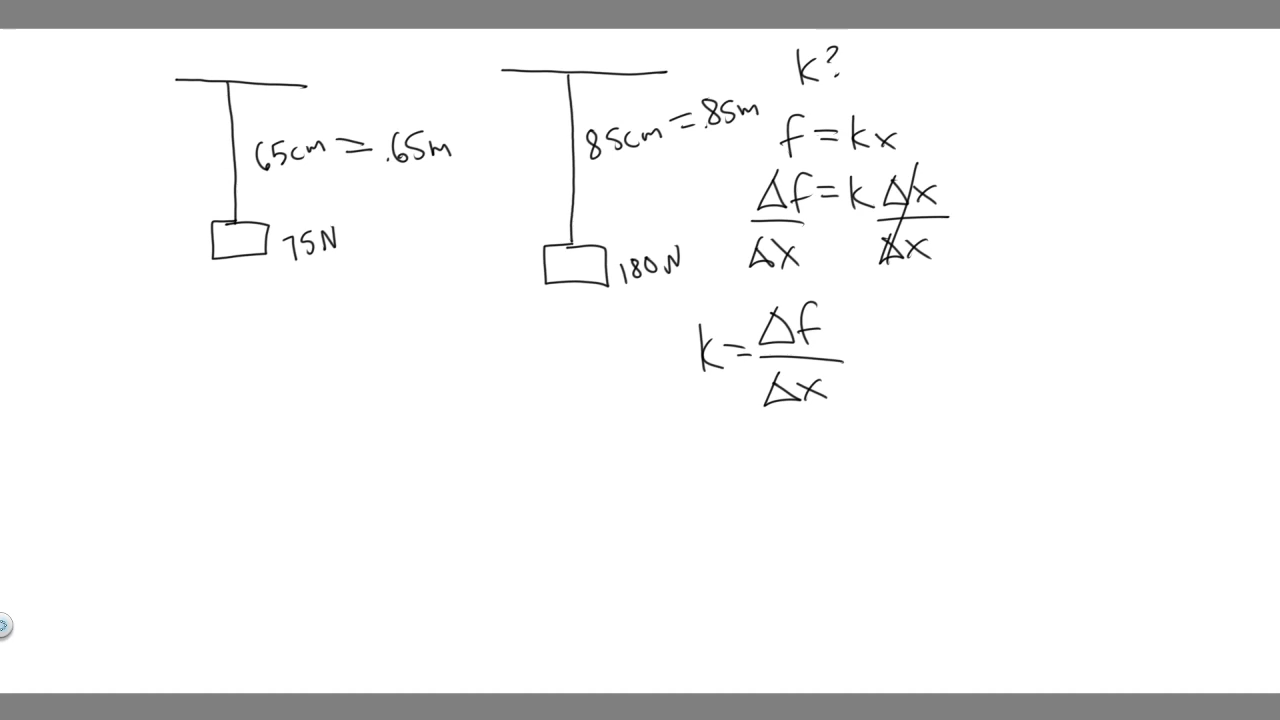 65cm = .65m
75N
85cm = .85m
180N
k?
f = kx
Δf = k Δx
Δx Δx
k = Δf
Δx